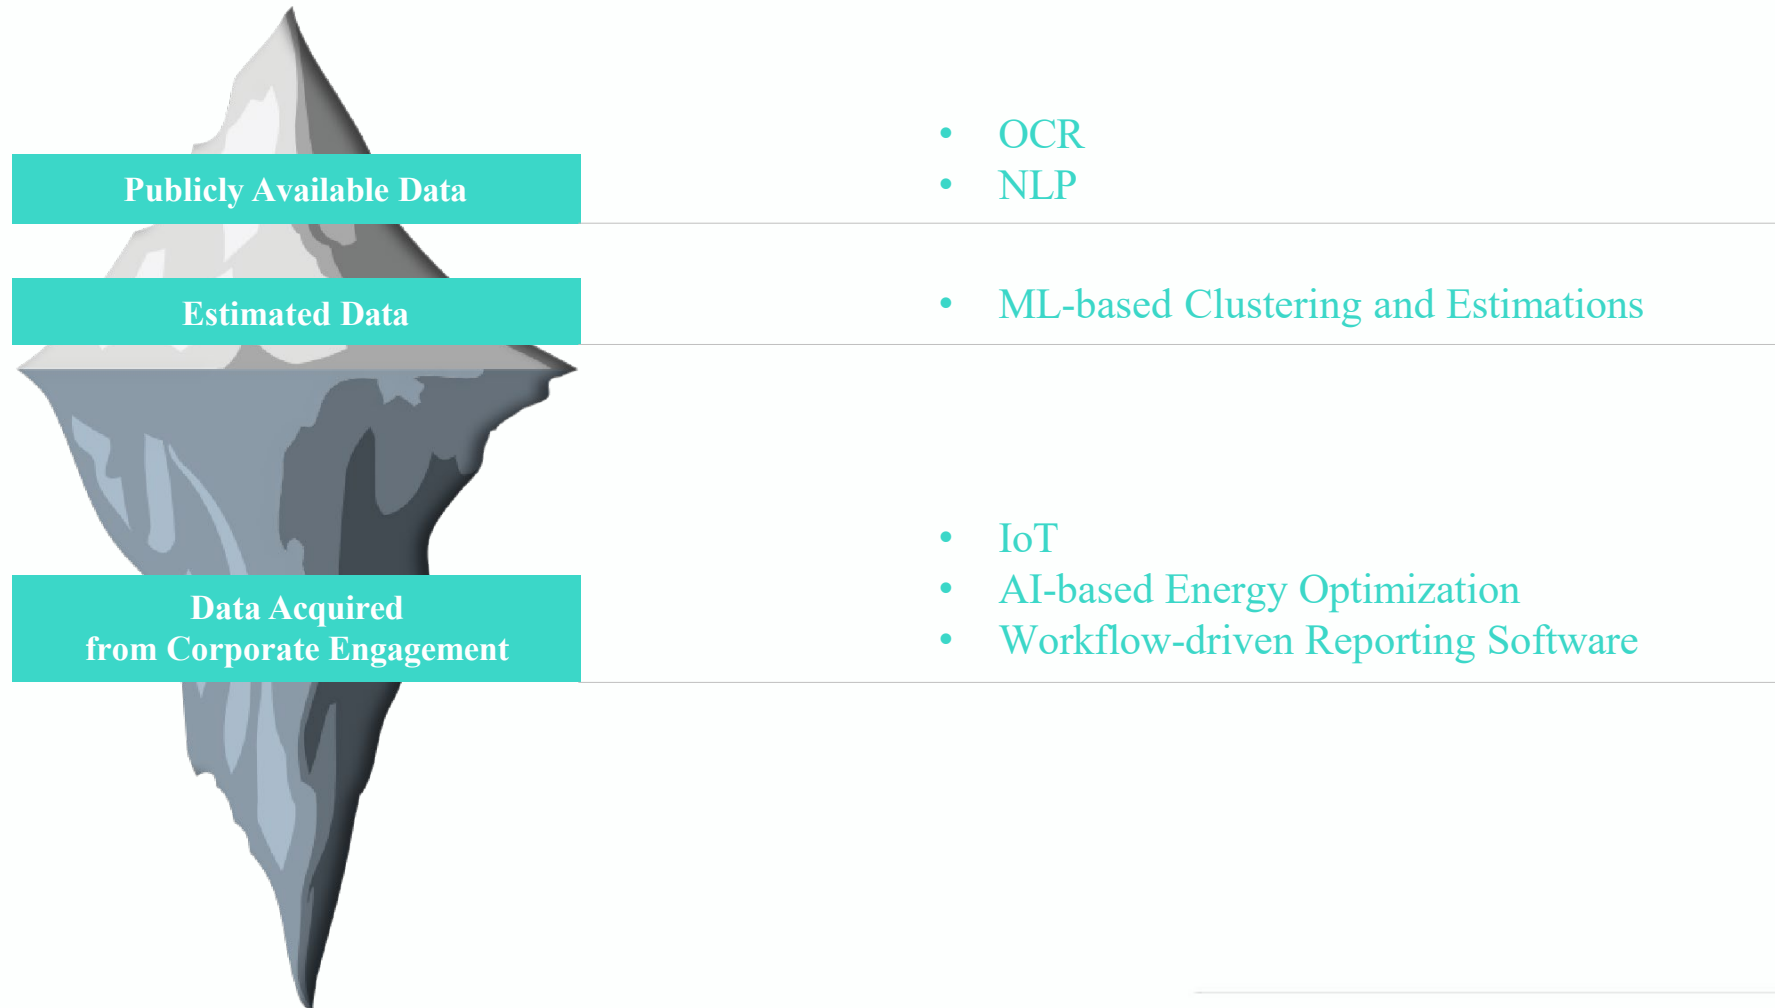 Publicly Available Data
• OCR
• NLP
Estimated Data
• ML-based Clustering and Estimations
Data Acquired
from Corporate Engagement
• IoT
• AI-based Energy Optimization
• Workflow-driven Reporting Software